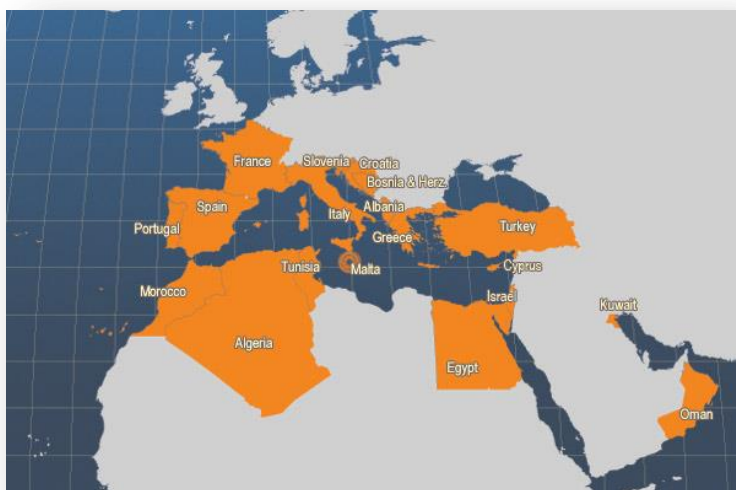 France
Slovenia
Croatia
Bosnia & Herz.
Spain
Albania
Italy
Portugal
Turkey
Greece
Tunisia
Malta
Cyprus
Morocco
Israel
Kuwait
Algeria
Egypt
Oman